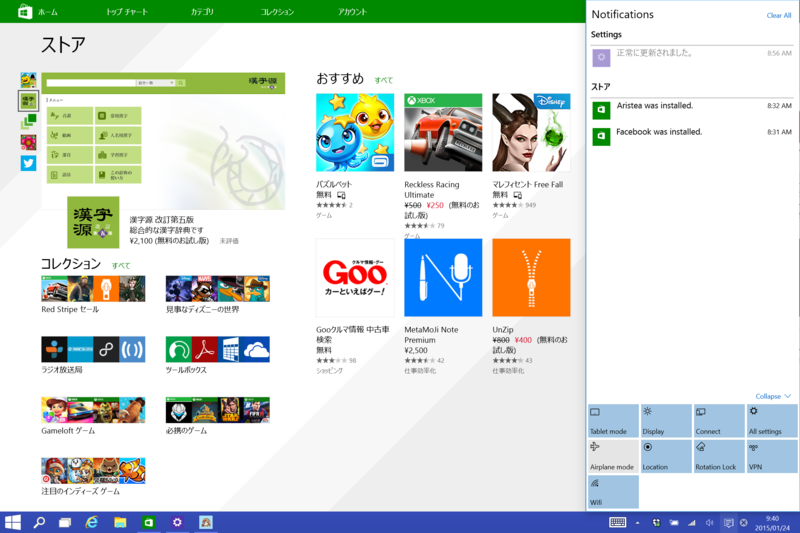 ホーム
トップ チャート
カテゴリ
コレクション
アカウント
ストア
漢字源
メニュー
漢字源
漢字源 改訂第五版
総合的な漢字辞典です
¥2,100 (無料のお試し版) 未評価
コレクション すべて
Red Stripe セール
見事なディズニーの世界
ラジオ放送局
ツールボックス
Gameloft ゲーム
必携のゲーム
注目のインディーズ ゲーム
おすすめ すべて
パズルペット
無料
2
ゲーム
XBOX
Reckless Racing
Ultimate
¥500 ¥250 (無料のお
試し版)
79
ゲーム
Disney
マレフィセント Free Fall
無料
949
ゲーム
クルマ情報・グー
Goo
カーといえばグー!
Gooクルマ情報 中古車
検索
無料
98
ショッピング
MetaMoJi Note
Premium
¥2,500
42
仕事効率化
UnZip
¥800 ¥400 (無料のお
試し版)
43
仕事効率化
Notifications
Clear All
Settings
正常に更新されました。 8:56 AM
ストア
Aristea was installed. 8:32 AM
Facebook was installed. 8:31 AM
Collapse
Tablet mode
Display
Connect
All settings
Airplane mode
Location
Rotation Lock
VPN
Wifi
9:40
2015/01/24